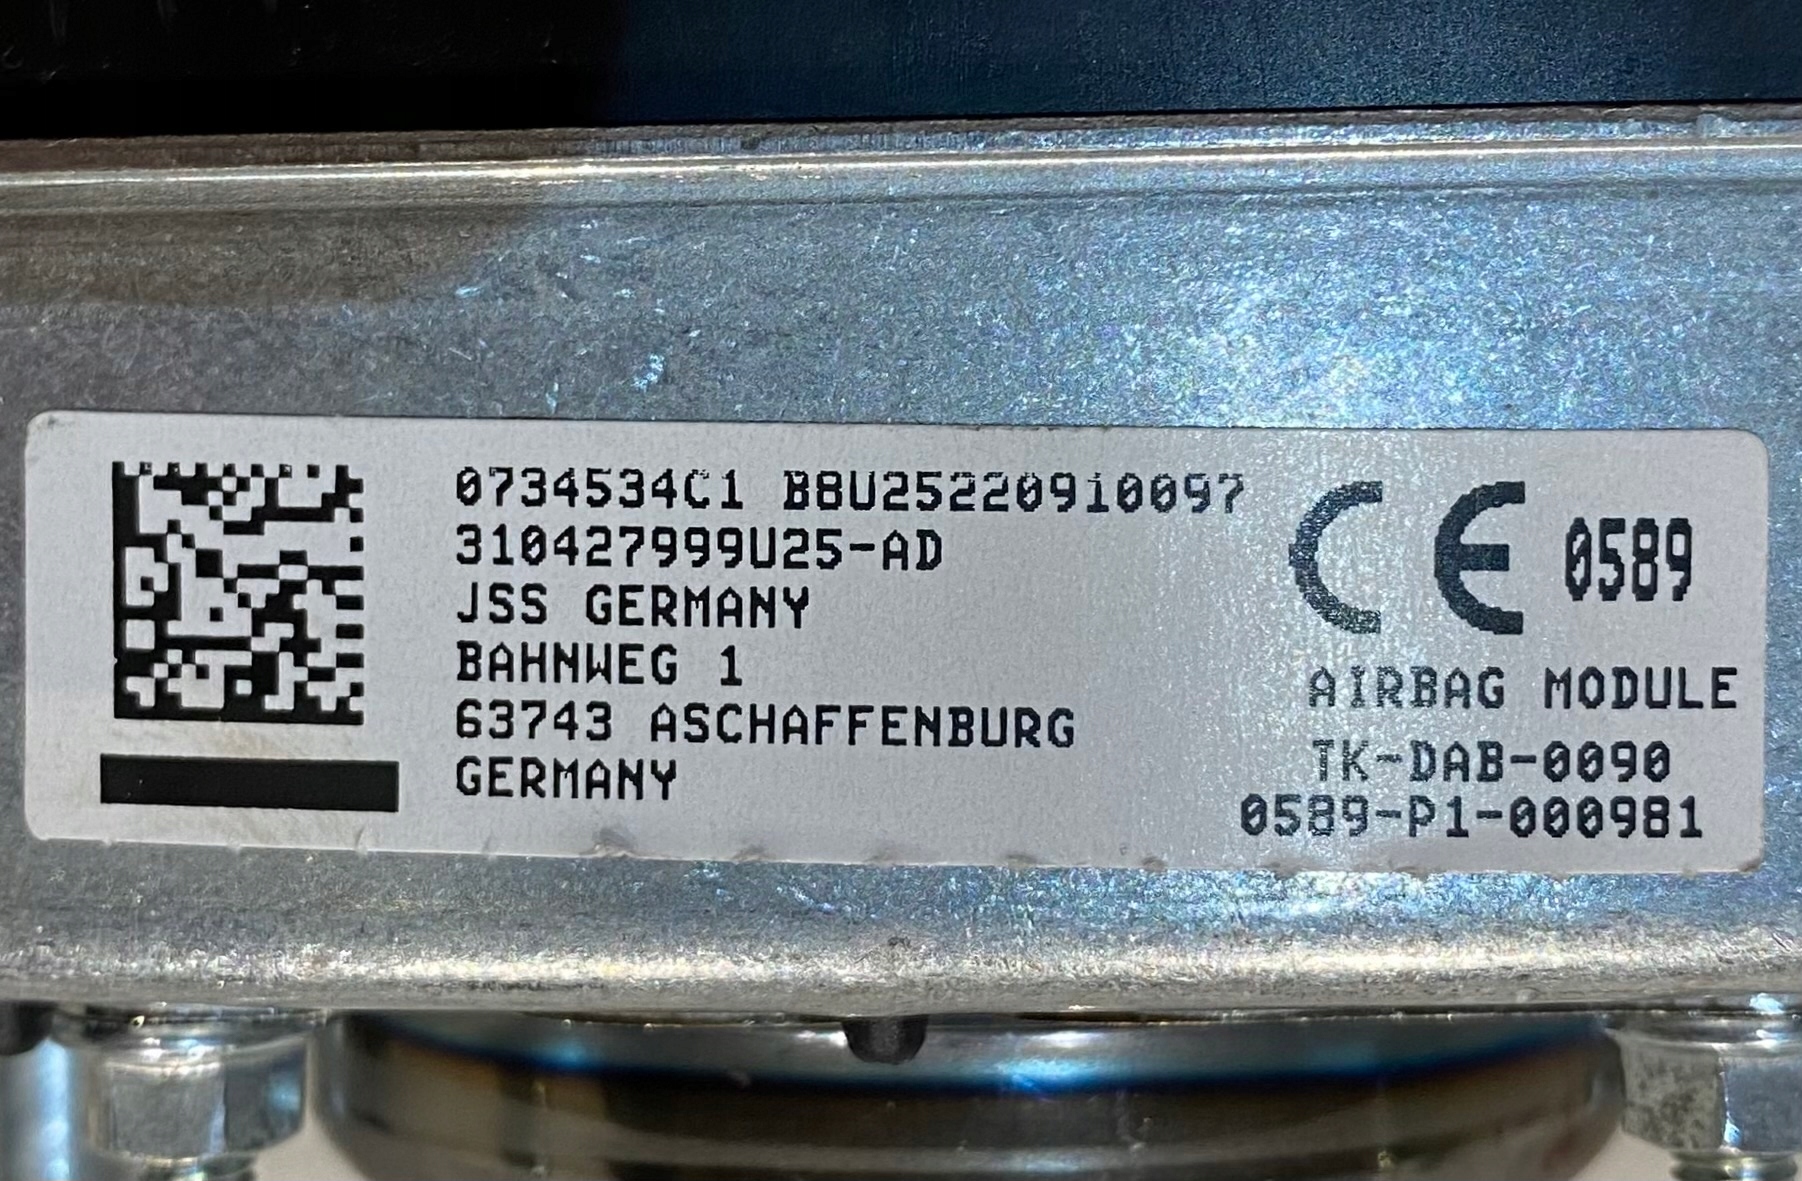 0734534C1 B8U25220910097
310427999U25-AD
JSS GERMANY
BAHNWEG 1
63743 ASCHAFFENBURG
GERMANY
CE 0589
AIRBAG MODULE
TK-DAB-0090
0589-P1-000981